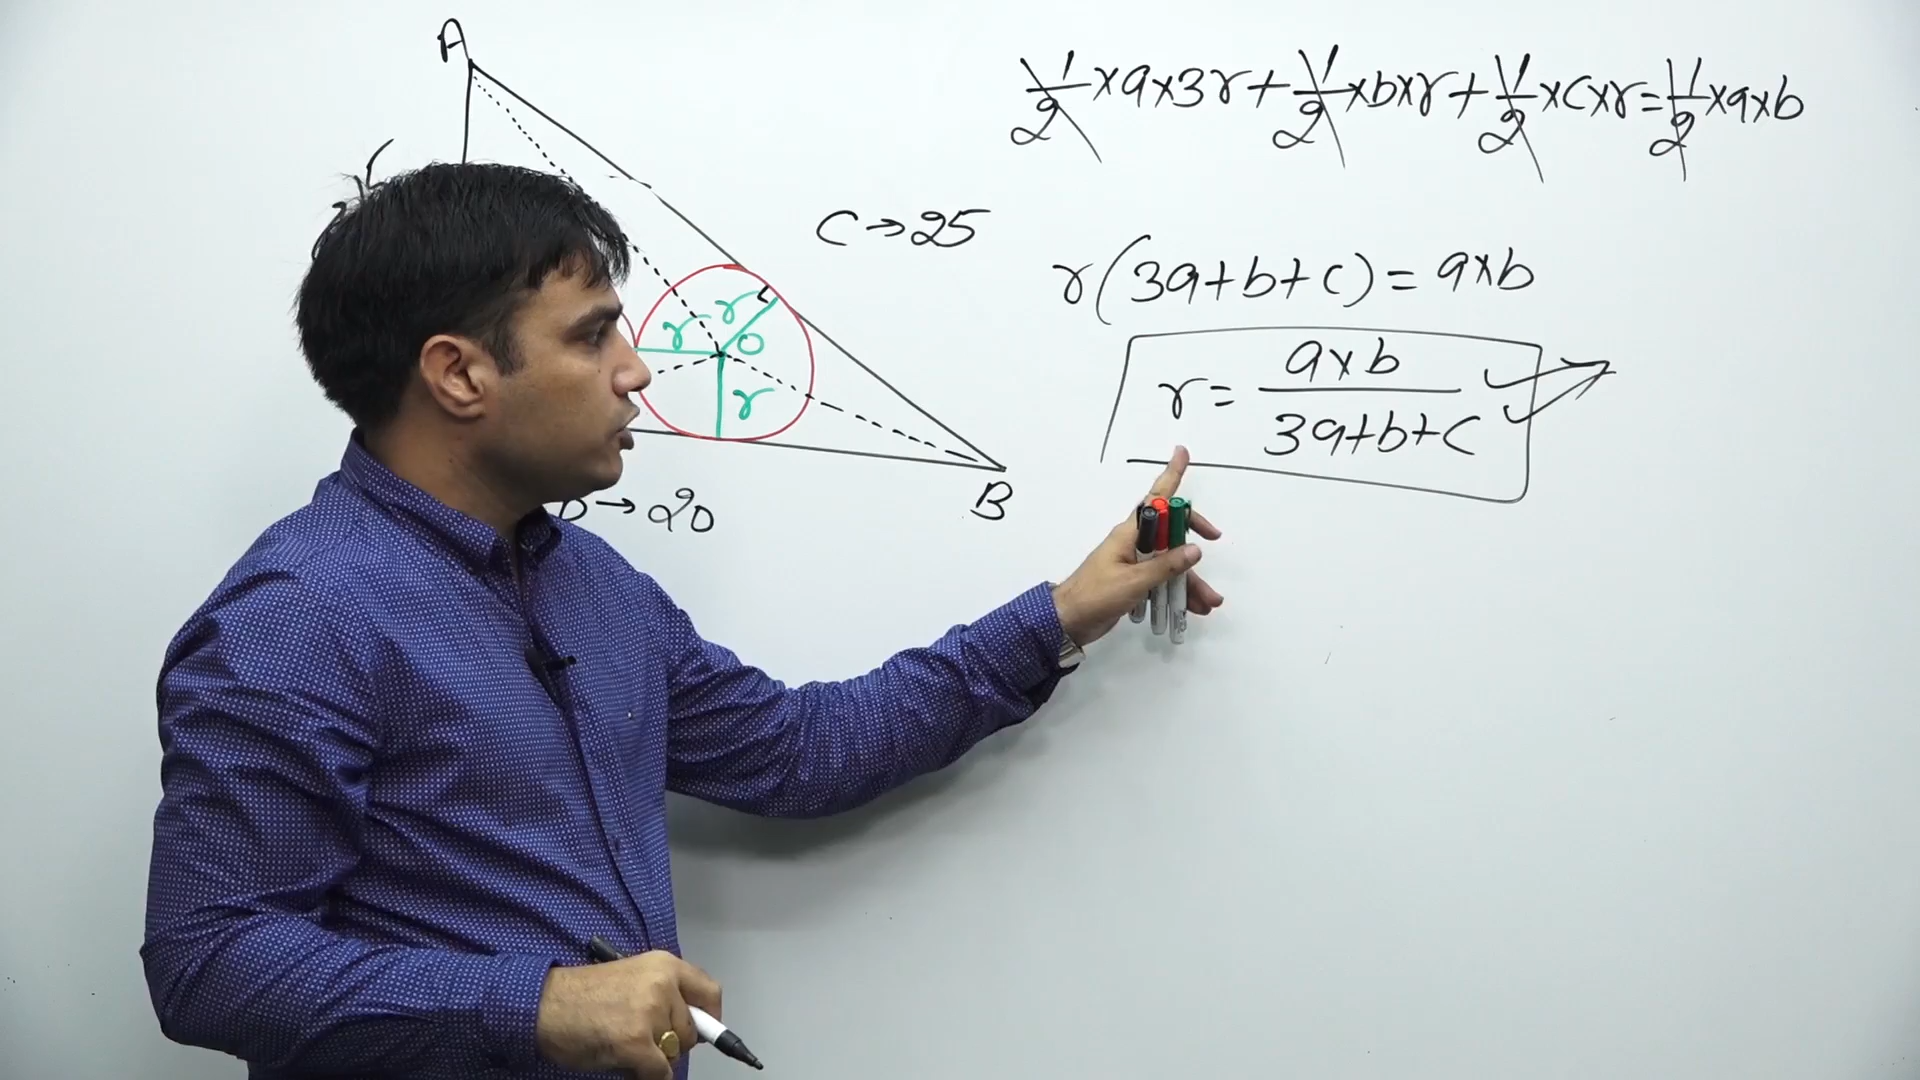 A
1/2 × a × 3r + 1/2 × b × r + 1/2 × c × r = 1/2 × a × b
C → 25
r(3a+b+c) = a×b
r
r
O
r
r = a×b / 3a+b+c
→ 20
B